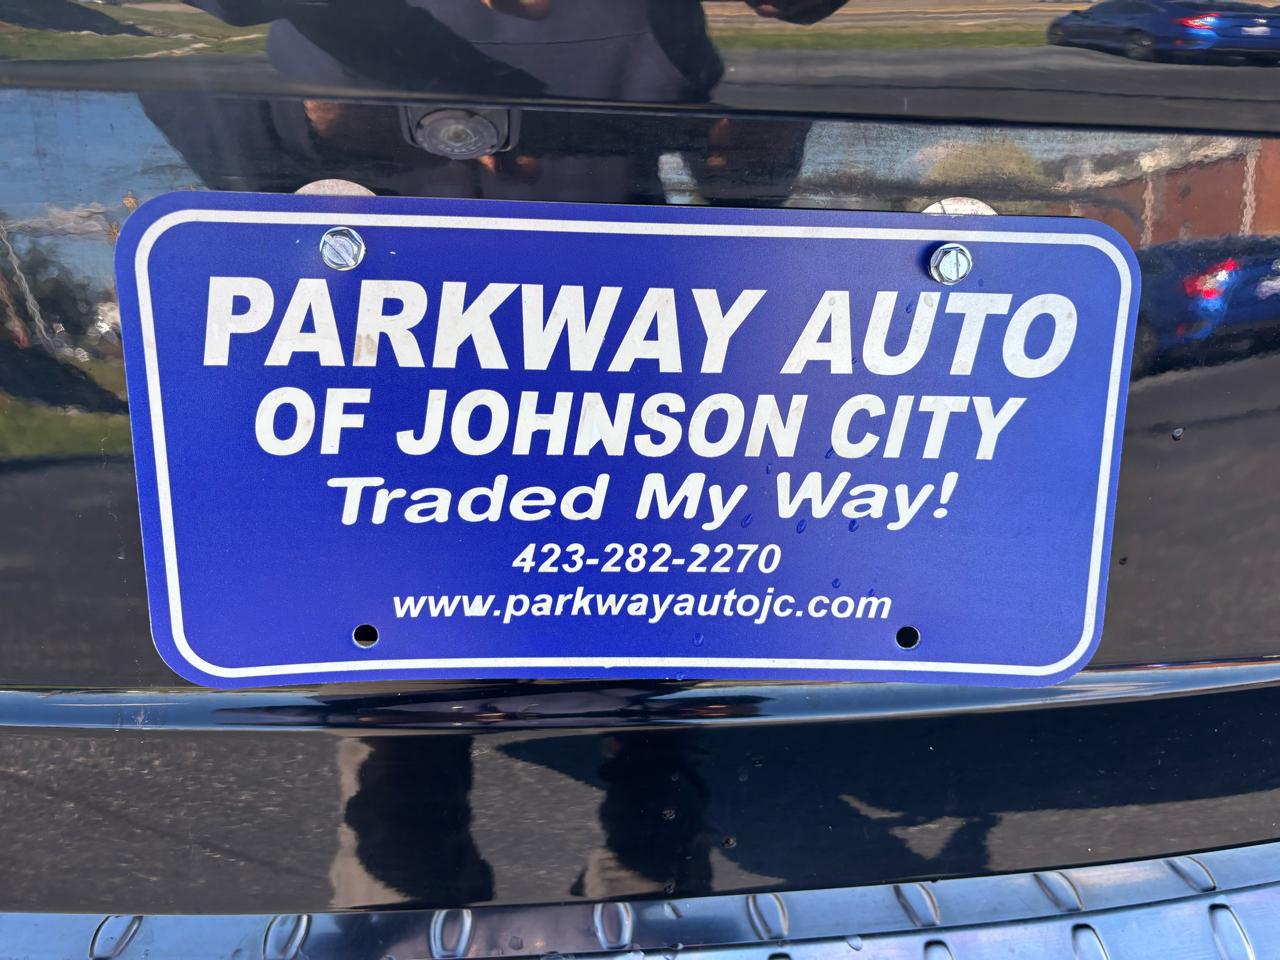 PARKWAY AUTO
OF JOHNSON CITY
Traded My Way!
423-282-2270
www.parkwayautojc.com